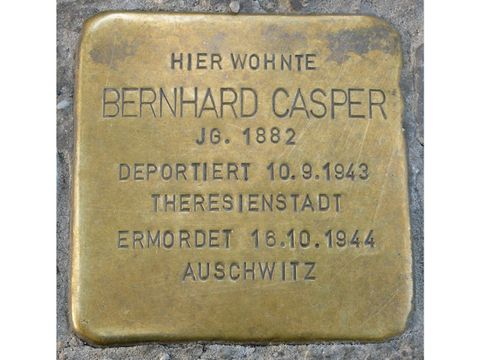 HIER WOHNTE
BERNHARD CASPER
JG. 1882
DEPORTIERT 10.9.1943
THERESIENSTADT
ERMORDET 16.10.1944
AUSCHWITZ